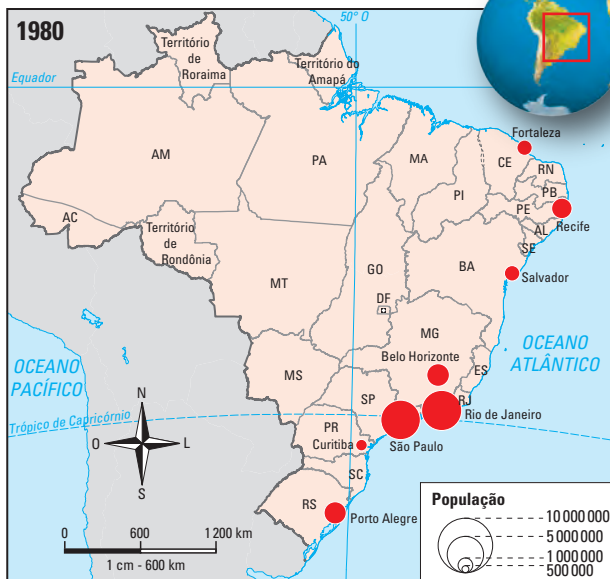 1980
50° O
Território
de
Roraima
Território do
Amapá
Equador
Fortaleza
AM
PA
MA
CE
RN
PB
PI
PE
Recife
AC
AL
SE
Território
de
Rondônia
BA
Salvador
MT
GO
DF
MG
OCEANO
PACÍFICO
OCEANO
ATLÂNTICO
Belo Horizonte
ES
MS
SP
RJ
Rio de Janeiro
Trópico de Capricórnio
N
O
L
S
PR
Curitiba
São Paulo
SC
RS
Porto Alegre
0 600 1200 km
1 cm - 600 km
População
10 000 000
5 000 000
1 000 000
500 000